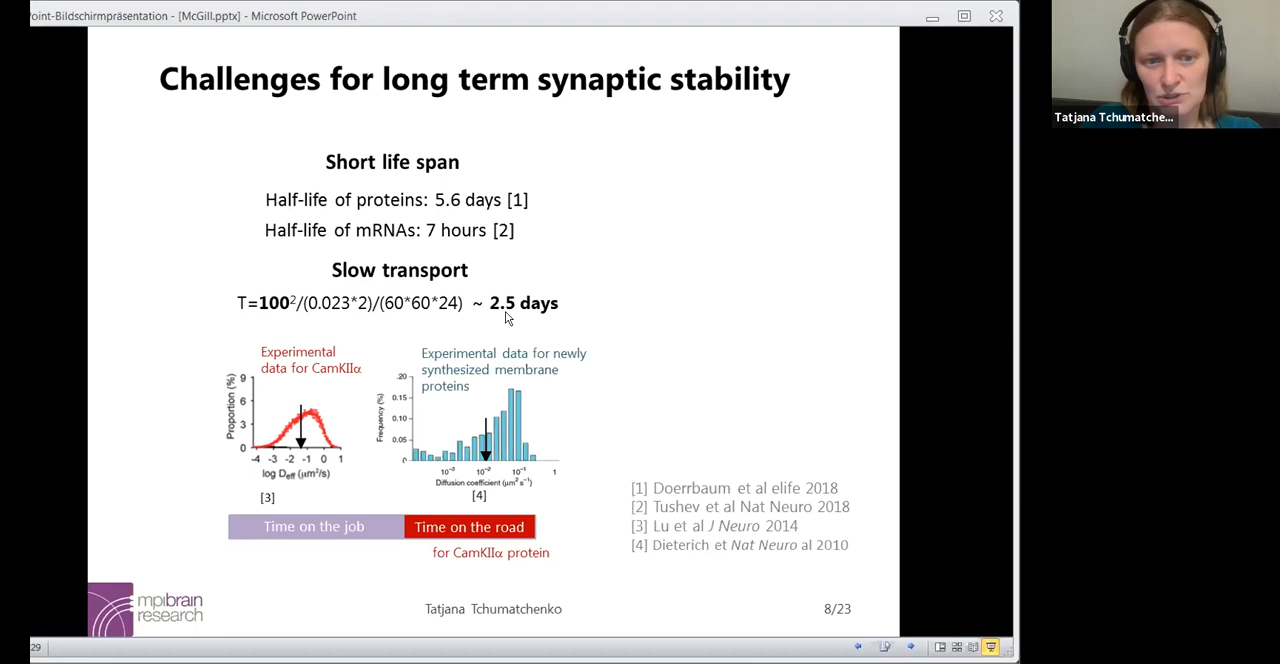 oint-Bildschirmpräsentation - [McGill.pptx] - Microsoft PowerPoint
Tatjana Tchumatche...
Challenges for long term synaptic stability
Short life span
Half-life of proteins: 5.6 days [1]
Half-life of mRNAs: 7 hours [2]
Slow transport
T=100²/(0.023*2)/(60*60*24) ~ 2.5 days
Experimental
data for CamKIIα
Proportion (%)
9
6
3
0
-4 -3 -2 -1 0 1
log Deff (μm²/s)
[3]
Experimental data for newly
synthesized membrane
proteins
Frequency (%)
.20
0.15
0.10
0.05
0
10⁻³ 10⁻² 10⁻¹ 1
Diffusion coefficient (μm² s⁻¹)
[4]
Time on the job
Time on the road
for CamKIIα protein
[1] Doerrbaum et al elife 2018
[2] Tushev et al Nat Neuro 2018
[3] Lu et al J Neuro 2014
[4] Dieterich et Nat Neuro al 2010
mpibrain
research
Tatjana Tchumatchenko
8/23
29